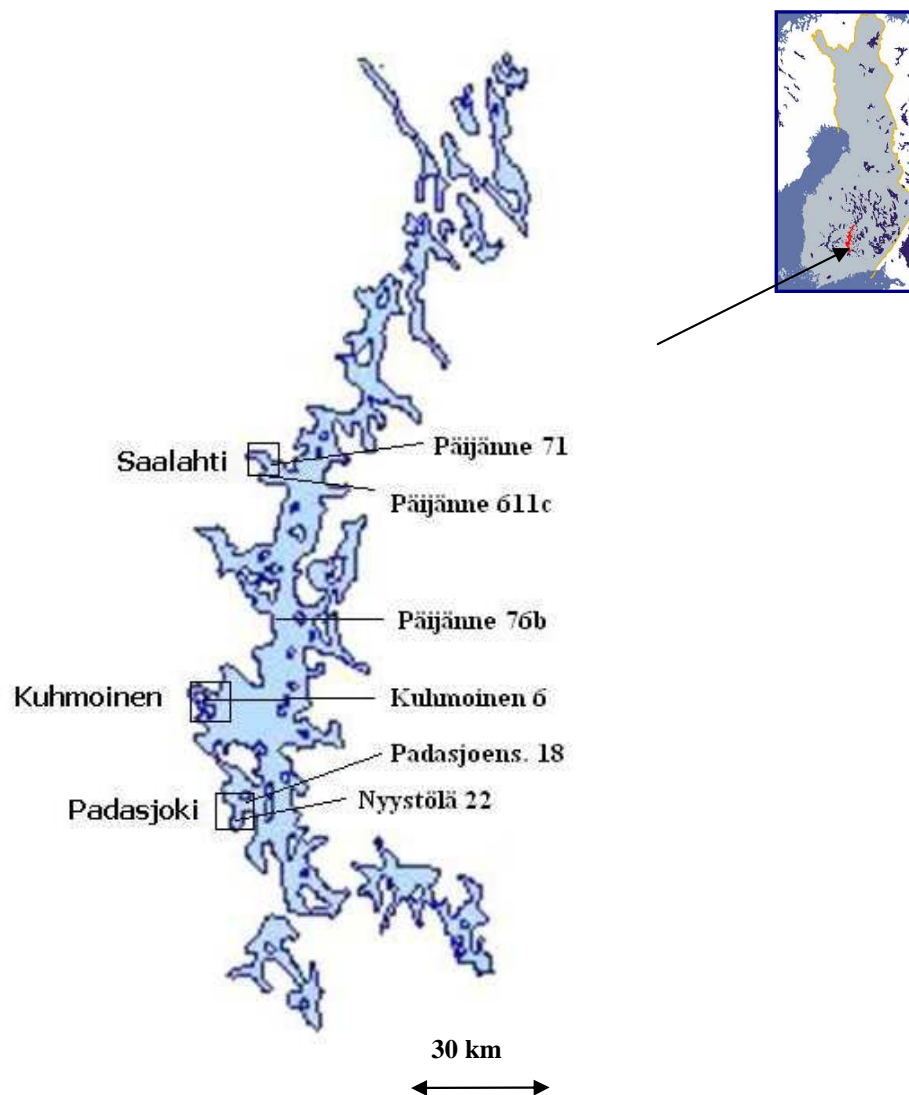 Saalahti
Päijänne 71
Päijänne 611c
Päijänne 76b
Kuhmoinen
Kuhmoinen 6
Padasjoens. 18
Padasjoki
Nyystölä 22
30 km